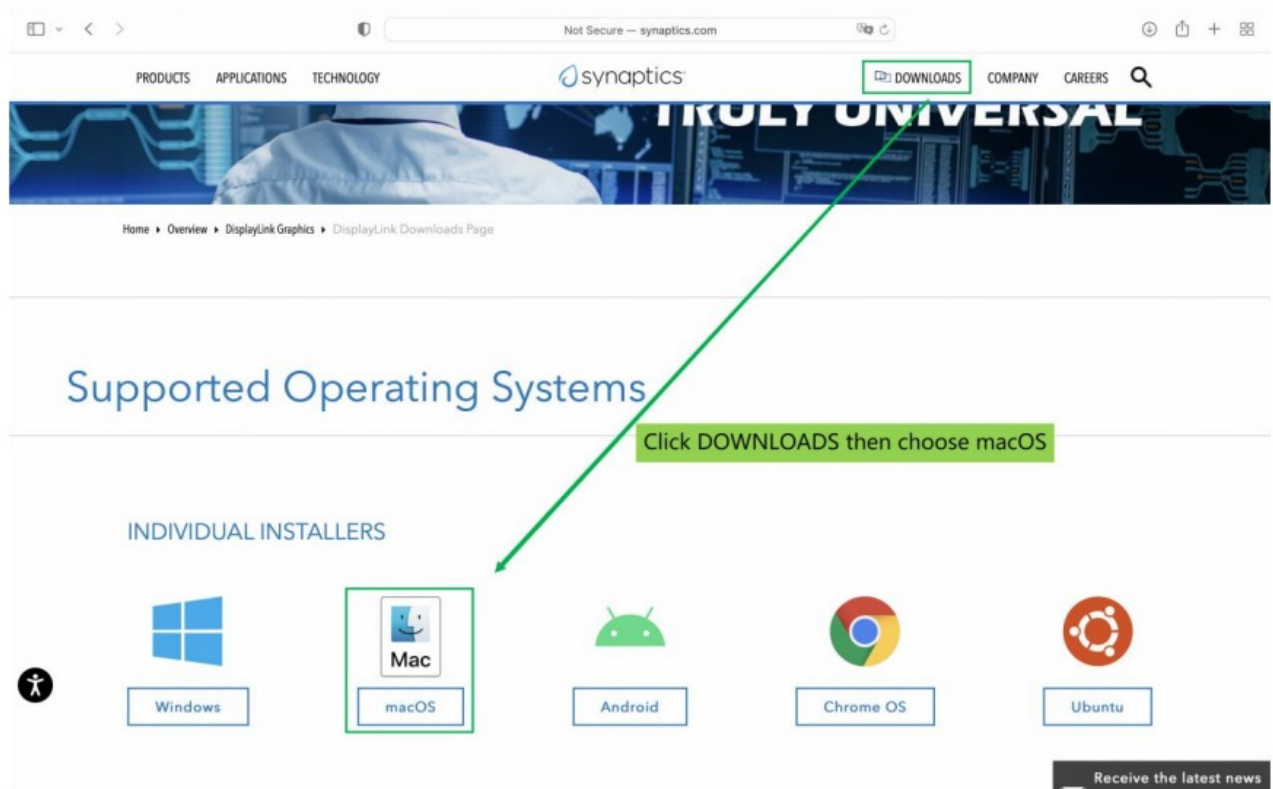 Not Secure — synaptics.com
PRODUCTS APPLICATIONS TECHNOLOGY synaptics DOWNLOADS COMPANY CAREERS
TRULY UNIVERSAL
Home ▸ Overview ▸ DisplayLink Graphics ▸ DisplayLink Downloads Page
Supported Operating Systems
Click DOWNLOADS then choose macOS
INDIVIDUAL INSTALLERS
Mac
Windows macOS Android Chrome OS Ubuntu
Receive the latest news